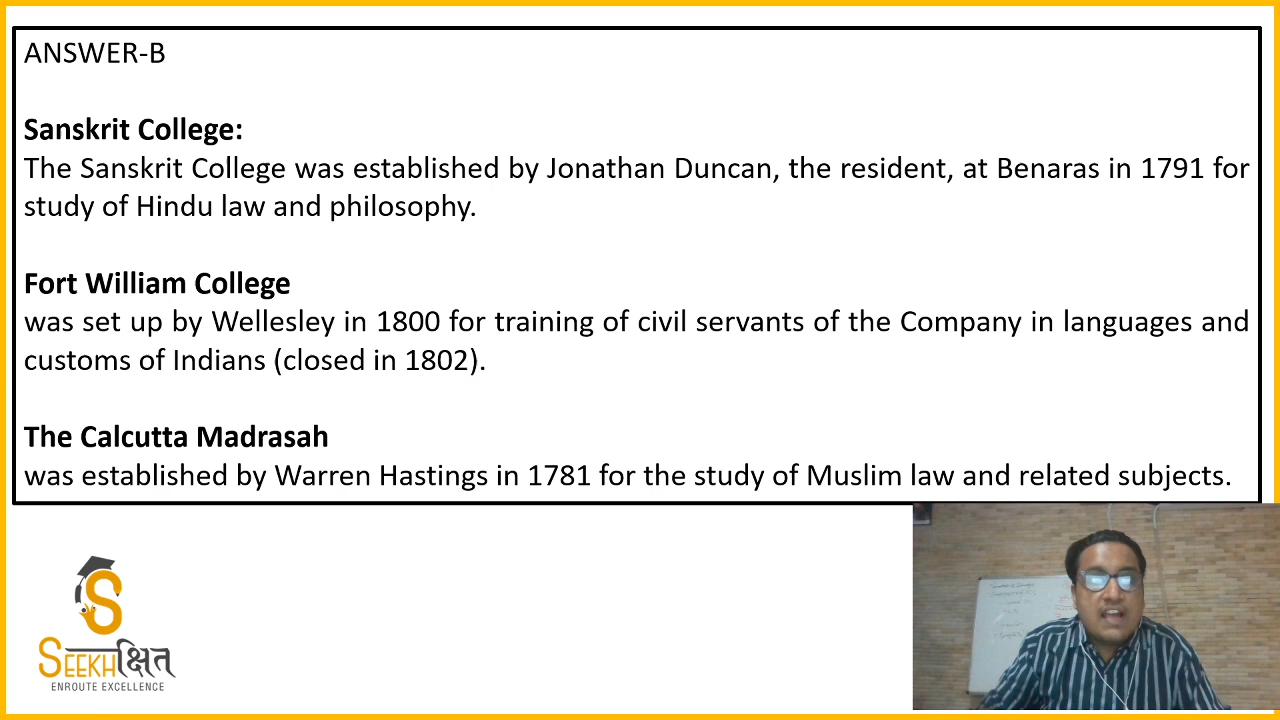 ANSWER-B
Sanskrit College:
The Sanskrit College was established by Jonathan Duncan, the resident, at Benaras in 1791 for
study of Hindu law and philosophy.
Fort William College
was set up by Wellesley in 1800 for training of civil servants of the Company in languages and
customs of Indians (closed in 1802).
The Calcutta Madrasah
was established by Warren Hastings in 1781 for the study of Muslim law and related subjects.
SEEKHक्षित
ENROUTE EXCELLENCE